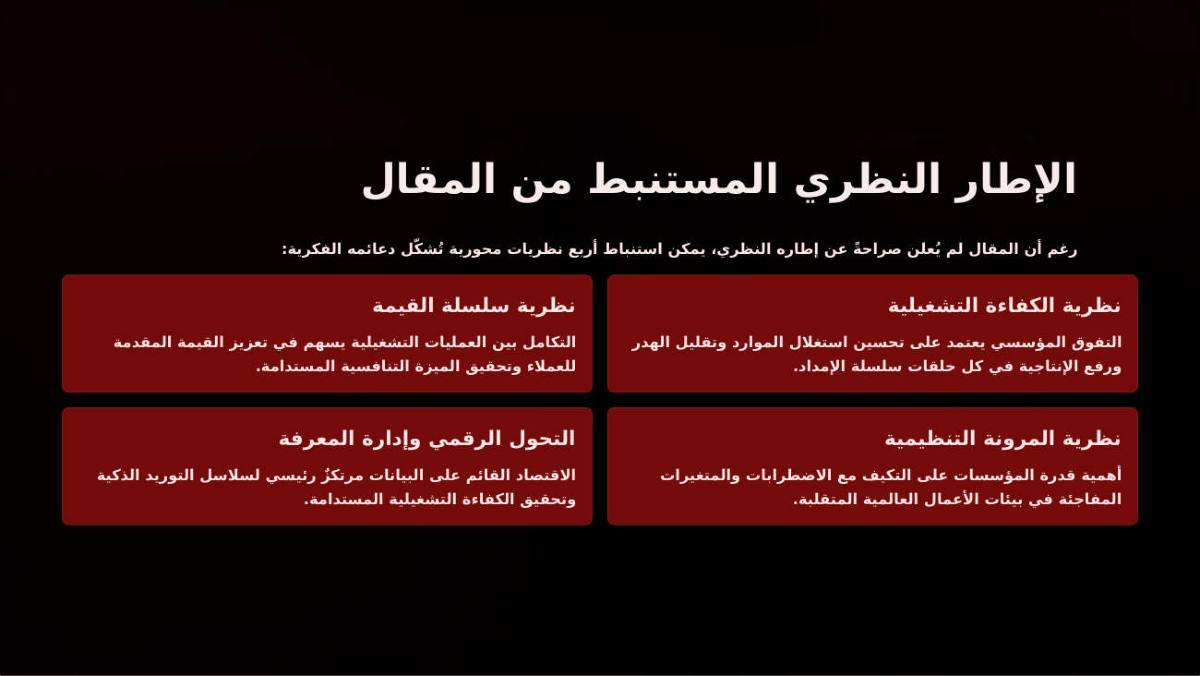 الإطار النظري المستنبط من المقال
رغم أن المقال لم يُعلن صراحةً عن إطاره النظري، يمكن استنباط أربع نظريات محورية تُشكّل دعائمه الفكرية:
نظرية الكفاءة التشغيلية
التفوق المؤسسي يعتمد على تحسين استغلال الموارد وتقليل الهدر
ورفع الإنتاجية في كل حلقات سلسلة الإمداد.
نظرية سلسلة القيمة
التكامل بين العمليات التشغيلية يسهم في تعزيز القيمة المقدمة
للعملاء وتحقيق الميزة التنافسية المستدامة.
نظرية المرونة التنظيمية
أهمية قدرة المؤسسات على التكيف مع الاضطرابات والمتغيرات
المفاجئة في بيئات الأعمال العالمية المتقلبة.
التحول الرقمي وإدارة المعرفة
الاقتصاد القائم على البيانات مرتكزٌ رئيسي لسلاسل التوريد الذكية
وتحقيق الكفاءة التشغيلية المستدامة.